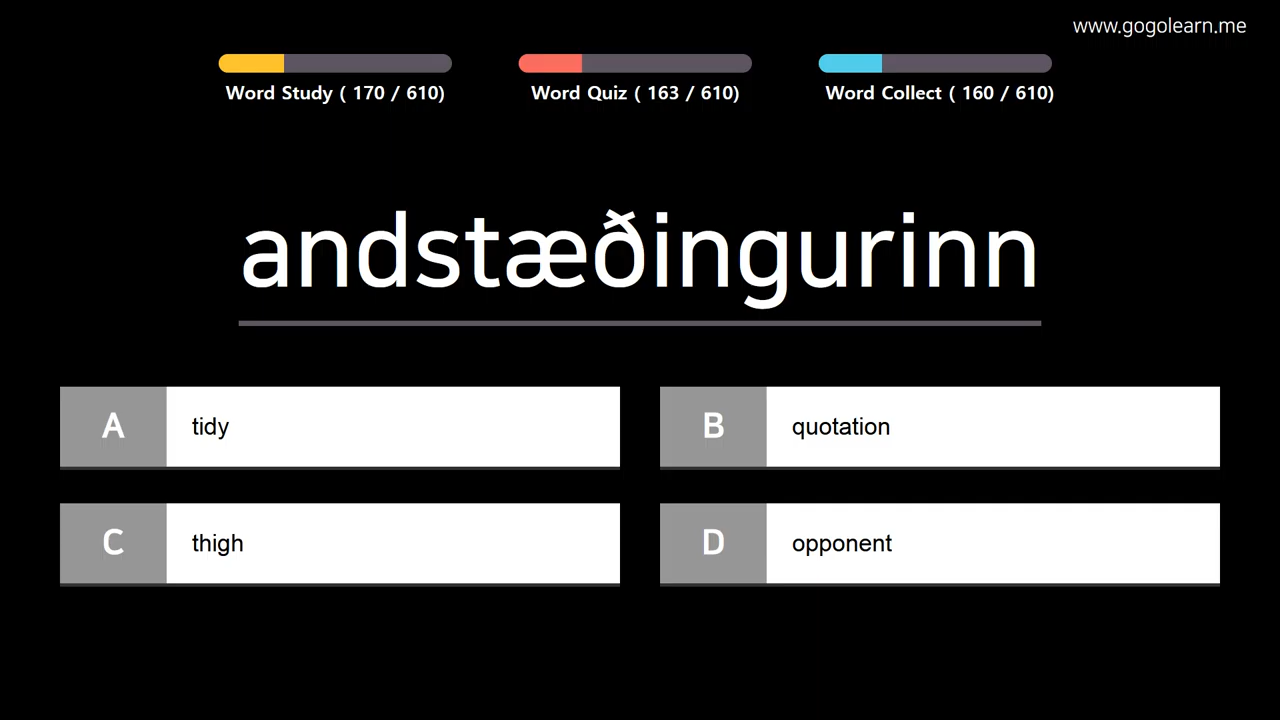 www.gogolearn.me
Word Study ( 170 / 610)
Word Quiz ( 163 / 610)
Word Collect ( 160 / 610)
andstæðingurinn
A tidy
B quotation
C thigh
D opponent